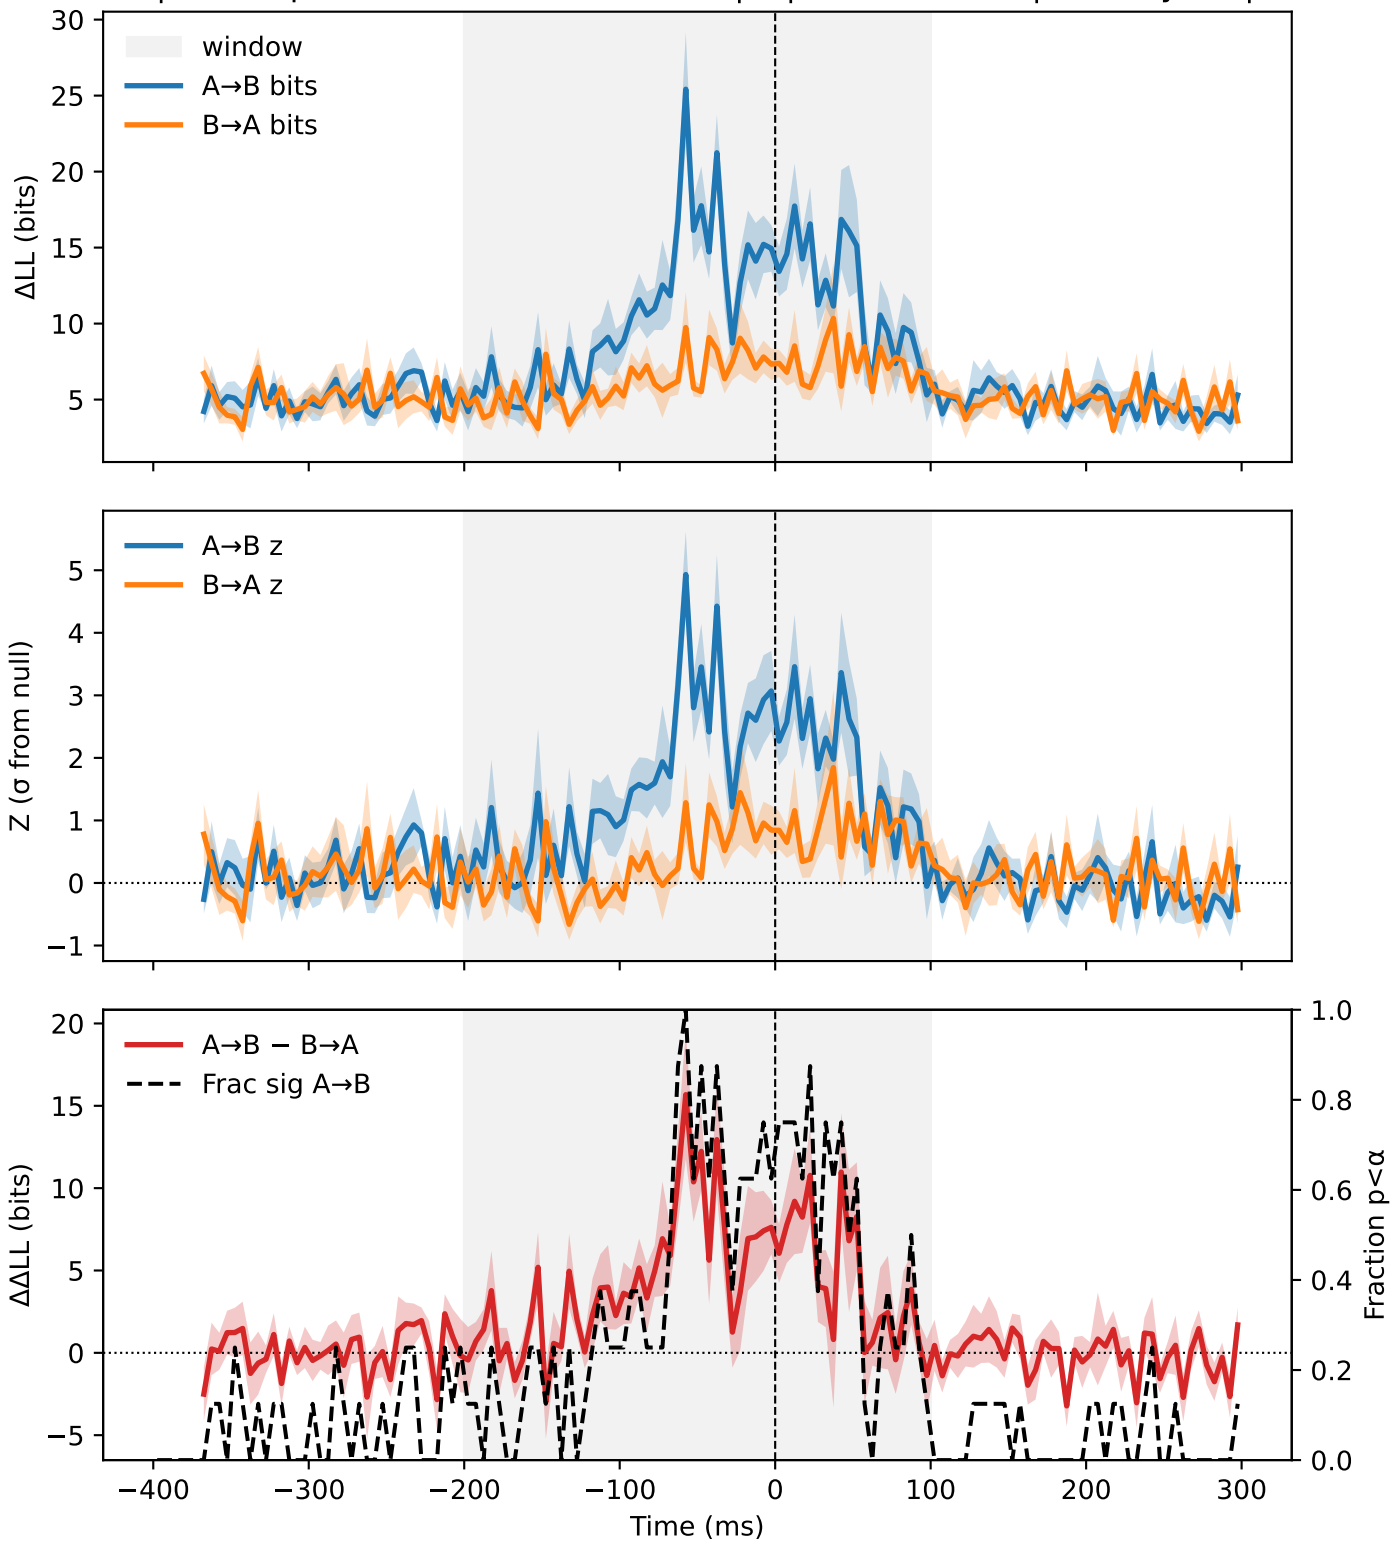 30
25
20
15
10
5
ΔLL (bits)
window
A→B bits
B→A bits
5
4
3
2
1
0
−1
Z (σ from null)
A→B z
B→A z
20
15
10
5
0
−5
ΔΔLL (bits)
A→B − B→A
Frac sig A→B
1.0
0.8
0.6
0.4
0.2
0.0
Fraction p<α
−400 −300 −200 −100 0 100 200 300
Time (ms)